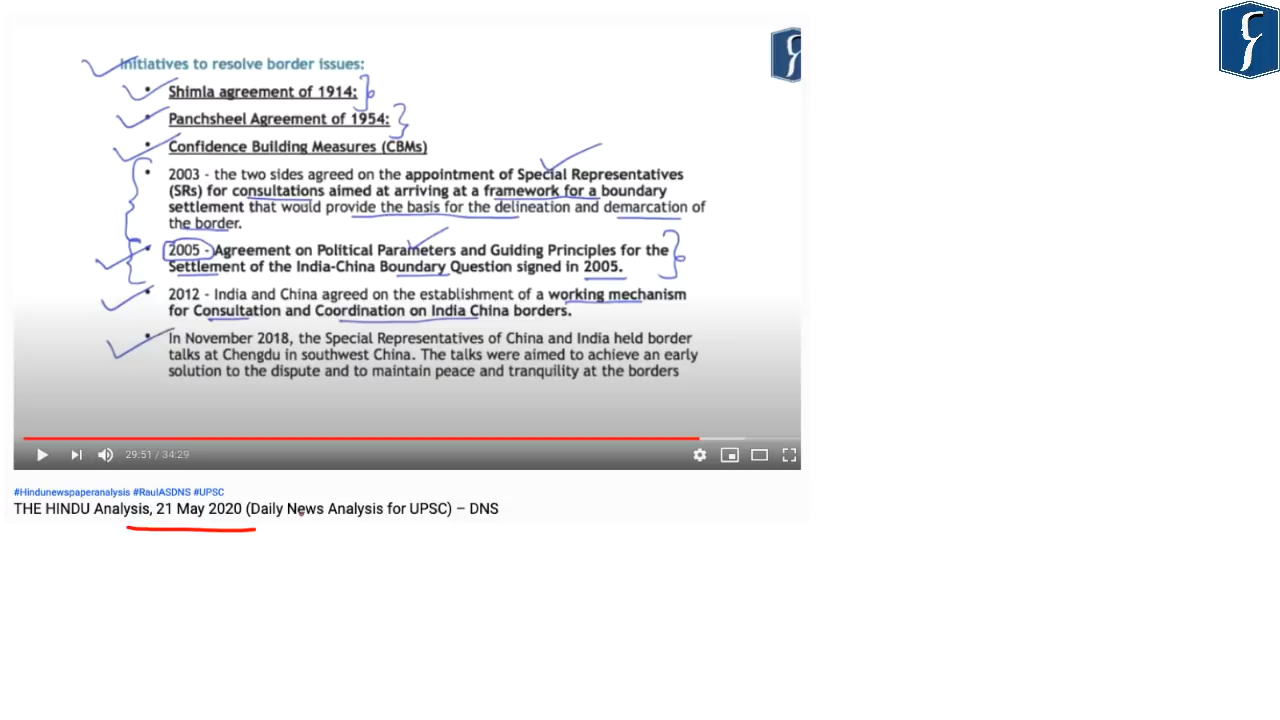 Initiatives to resolve border issues:
• Shimla agreement of 1914:
• Panchsheel Agreement of 1954:
• Confidence Building Measures (CBMs)
• 2003 - the two sides agreed on the appointment of Special Representatives
(SRs) for consultations aimed at arriving at a framework for a boundary
settlement that would provide the basis for the delineation and demarcation of
the border.
• 2005 - Agreement on Political Parameters and Guiding Principles for the
Settlement of the India-China Boundary Question signed in 2005.
• 2012 - India and China agreed on the establishment of a working mechanism
for Consultation and Coordination on India China borders.
• In November 2018, the Special Representatives of China and India held border
talks at Chengdu in southwest China. The talks were aimed to achieve an early
solution to the dispute and to maintain peace and tranquility at the borders
29:51 / 34:29
#Hindunewspaperanalysis #RauIASDNS #UPSC
THE HINDU Analysis, 21 May 2020 (Daily News Analysis for UPSC) – DNS